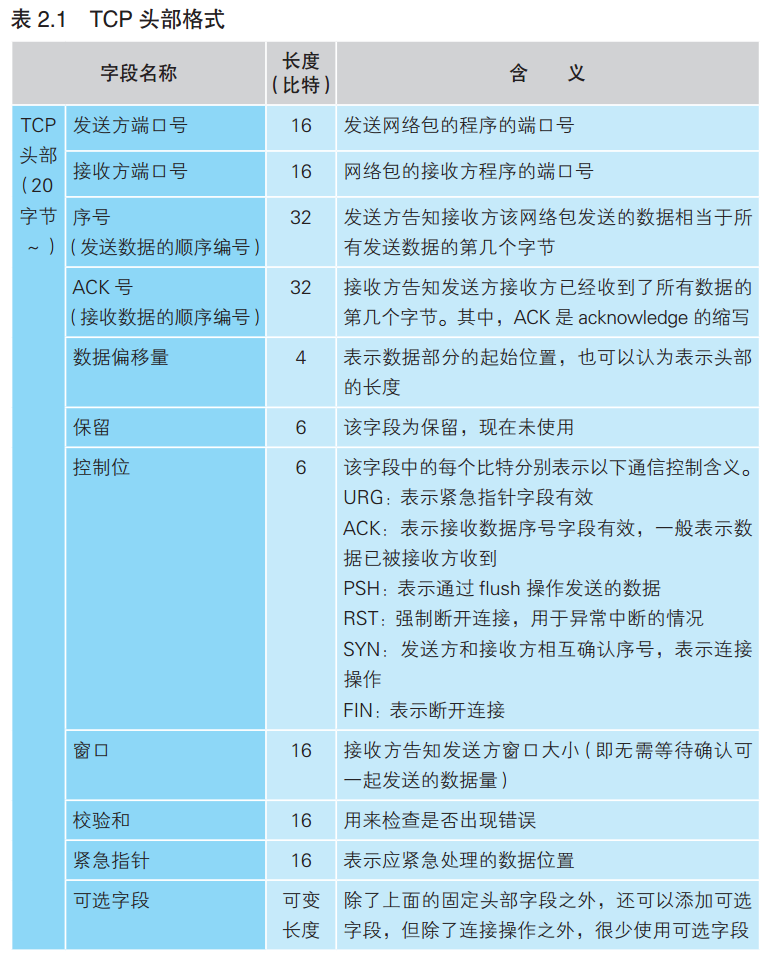 表 2.1 TCP 头部格式
字段名称
长度
（比特）
含 义
TCP
头部
（20
字节
～）
发送方端口号
16
发送网络包的程序的端口号
接收方端口号
16
网络包的接收方程序的端口号
序号
（发送数据的顺序编号）
32
发送方告知接收方该网络包发送的数据相当于所
有发送数据的第几个字节
ACK 号
（接收数据的顺序编号）
32
接收方告知发送方接收方已经收到了所有数据的
第几个字节。其中，ACK 是 acknowledge 的缩写
数据偏移量
4
表示数据部分的起始位置，也可以认为表示头部
的长度
保留
6
该字段为保留，现在未使用
控制位
6
该字段中的每个比特分别表示以下通信控制含义。
URG：表示紧急指针字段有效
ACK：表示接收数据序号字段有效，一般表示数
据已被接收方收到
PSH：表示通过 flush 操作发送的数据
RST：强制断开连接，用于异常中断的情况
SYN：发送方和接收方相互确认序号，表示连接
操作
FIN：表示断开连接
窗口
16
接收方告知发送方窗口大小（即无需等待确认可
一起发送的数据量）
校验和
16
用来检查是否出现错误
紧急指针
16
表示应紧急处理的数据位置
可选字段
可变
长度
除了上面的固定头部字段之外，还可以添加可选
字段，但除了连接操作之外，很少使用可选字段